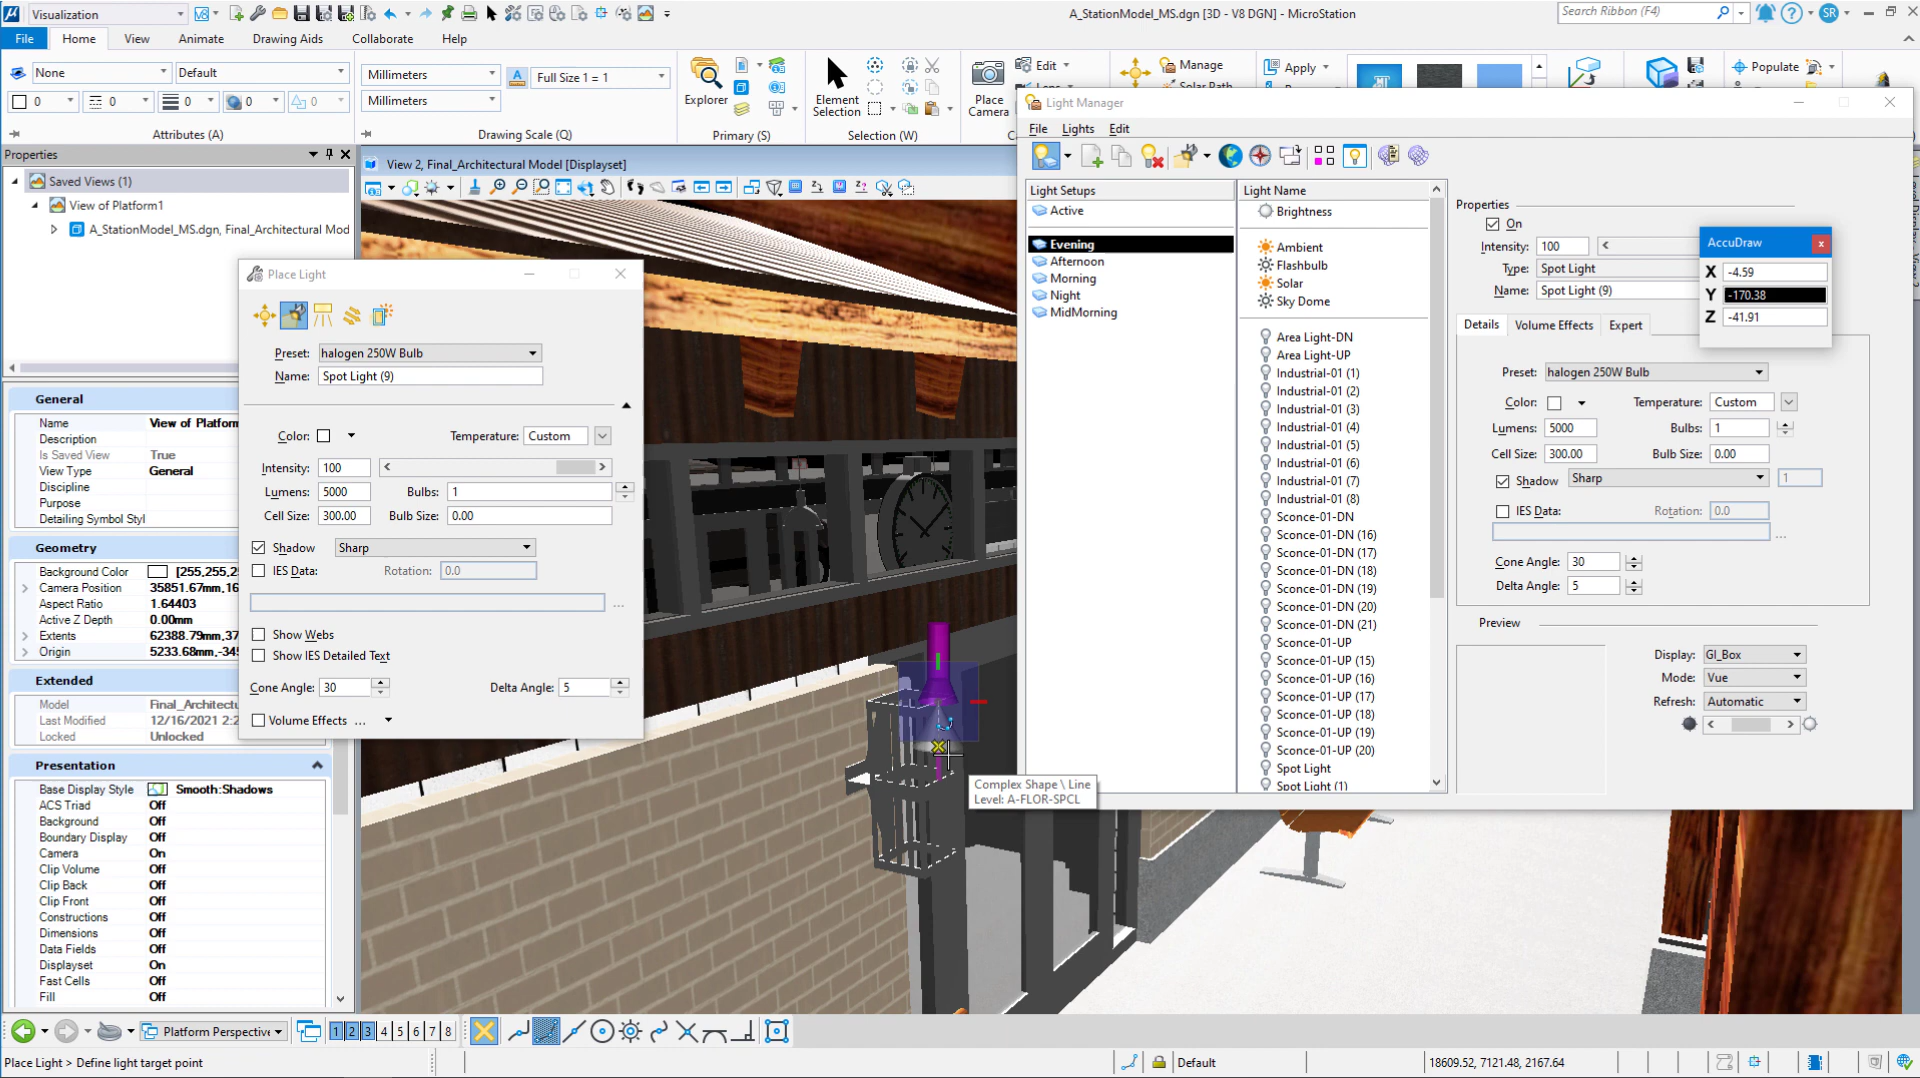 Visualization
A_StationModel_MS.dgn [3D - V8 DGN] - MicroStation
Search Ribbon (F4)
SR
File
Home
View
Animate
Drawing Aids
Collaborate
Help
None
Default
0
0
0
0
0
Attributes (A)
Millimeters
Millimeters
Full Size 1 = 1
Drawing Scale (Q)
Explorer
Primary (S)
Element
Selection
Selection (W)
Place
Camera
Edit
Manage
Apply
Populate
Properties
Saved Views (1)
View of Platform1
A_StationModel_MS.dgn, Final_Architectural Mod
General
Name View of Platform
Description
Is Saved View True
View Type General
Discipline
Purpose
Detailing Symbol Styl
Geometry
Background Color [255,255,2
Camera Position 35851.67mm,16
Aspect Ratio 1.64403
Active Z Depth 0.00mm
Extents 62388.79mm,37
Origin 5233.68mm,-345
Extended
Model Final_Architectural
Last Modified 12/16/2021 2:2
Locked Unlocked
Presentation
Base Display Style Smooth:Shadows
ACS Triad Off
Background Off
Boundary Display Off
Camera On
Clip Volume Off
Clip Back Off
Clip Front Off
Constructions Off
Dimensions Off
Data Fields Off
Displayset On
Fast Cells Off
Fill Off
View 2, Final_Architectural Model [Displayset]
Place Light
Preset: halogen 250W Bulb
Name: Spot Light (9)
Color:
Temperature: Custom
Intensity: 100
Lumens: 5000 Bulbs: 1
Cell Size: 300.00 Bulb Size: 0.00
Shadow Sharp
IES Data: Rotation: 0.0
...
Show Webs
Show IES Detailed Text
Cone Angle: 30 Delta Angle: 5
Volume Effects ...
Complex Shape \ Line
Level: A-FLOR-SPCL
Light Manager
File Lights Edit
Light Setups
Active
Evening
Afternoon
Morning
Night
MidMorning
Light Name
Brightness
Ambient
Flashbulb
Solar
Sky Dome
Area Light-DN
Area Light-UP
Industrial-01 (1)
Industrial-01 (2)
Industrial-01 (3)
Industrial-01 (4)
Industrial-01 (5)
Industrial-01 (6)
Industrial-01 (7)
Industrial-01 (8)
Sconce-01-DN
Sconce-01-DN (16)
Sconce-01-DN (17)
Sconce-01-DN (18)
Sconce-01-DN (19)
Sconce-01-DN (20)
Sconce-01-DN (21)
Sconce-01-UP
Sconce-01-UP (15)
Sconce-01-UP (16)
Sconce-01-UP (17)
Sconce-01-UP (18)
Sconce-01-UP (19)
Sconce-01-UP (20)
Spot Light
Spot Light (1)
Properties
On
Intensity: 100
Type: Spot Light
Name: Spot Light (9)
AccuDraw
X -4.59
Y -170.38
Z -41.91
Details Volume Effects Expert
Preset: halogen 250W Bulb
Color: Temperature: Custom
Lumens: 5000 Bulbs: 1
Cell Size: 300.00 Bulb Size: 0.00
Shadow Sharp 1
IES Data: Rotation: 0.0
...
Cone Angle: 30
Delta Angle: 5
Preview
Display: GI_Box
Mode: Vue
Refresh: Automatic
Platform Perspective
1 2 3 4 5 6 7 8
Place Light > Define light target point
Default
18609.52, 7121.48, 2167.64